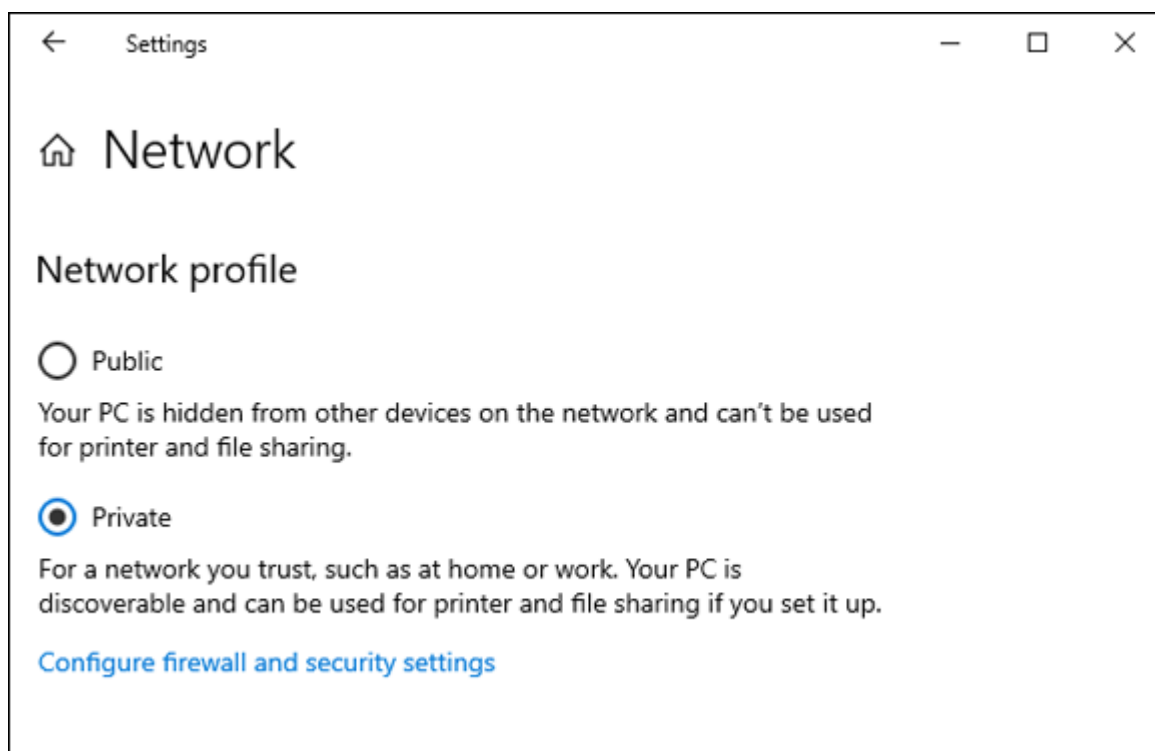 Settings
Network
Network profile
Public
Your PC is hidden from other devices on the network and can't be used
for printer and file sharing.
Private
For a network you trust, such as at home or work. Your PC is
discoverable and can be used for printer and file sharing if you set it up.
Configure firewall and security settings